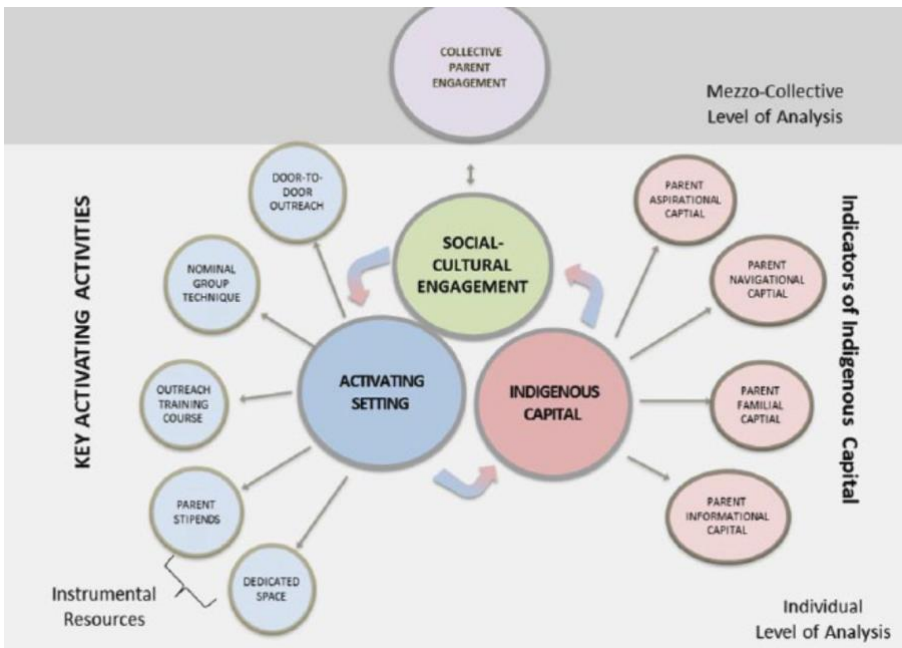 COLLECTIVE
PARENT
ENGAGEMENT
Mezzo-Collective
Level of Analysis
KEY ACTIVATING ACTIVITIES
DOOR-TO-
DOOR
OUTREACH
NOMINAL
GROUP
TECHNIQUE
OUTREACH
TRAINING
COURSE
PARENT
STIPENDS
DEDICATED
SPACE
Instrumental
Resources
SOCIAL-
CULTURAL
ENGAGEMENT
ACTIVATING
SETTING
INDIGENOUS
CAPITAL
PARENT
ASPIRATIONAL
CAPTIAL
PARENT
NAVIGATIONAL
CAPTIAL
PARENT
FAMILIAL
CAPTIAL
PARENT
INFORMATIONAL
CAPITAL
Indicators of Indigenous Capital
Individual
Level of Analysis